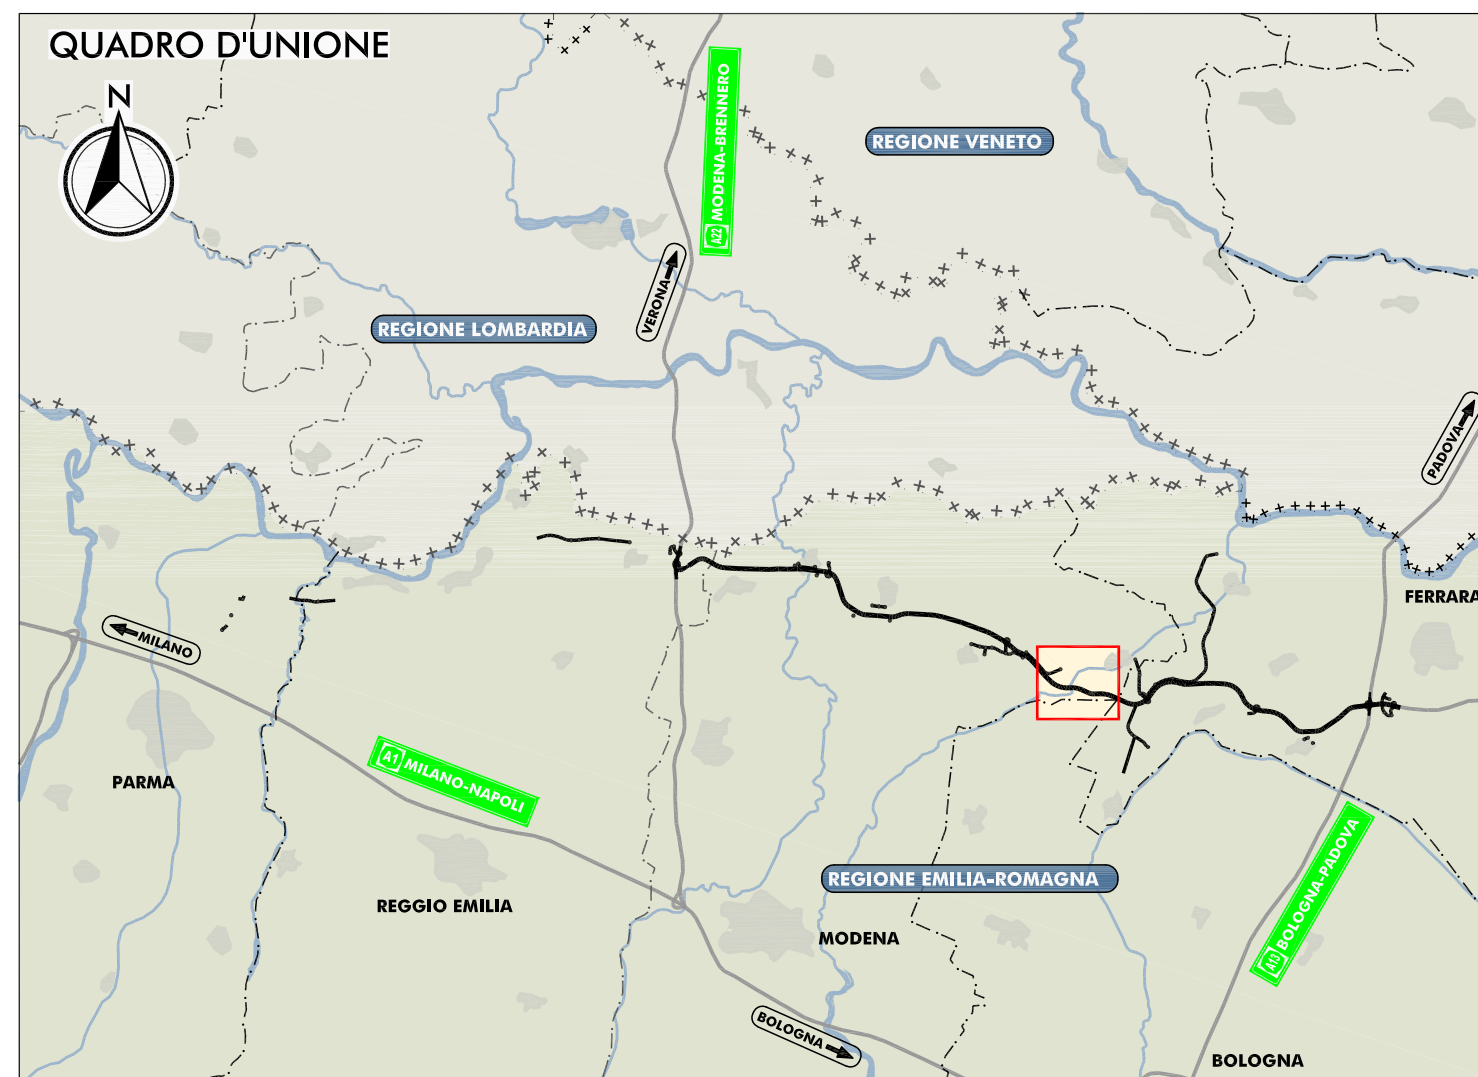 QUADRO D'UNIONE
N
A22 MODENA-BRENNERO
REGIONE VENETO
VERONA
REGIONE LOMBARDIA
PADOVA
FERRARA
MILANO
A1 MILANO-NAPOLI
PARMA
REGGIO EMILIA
REGIONE EMILIA-ROMAGNA
MODENA
A13 BOLOGNA-PADOVA
BOLOGNA
BOLOGNA